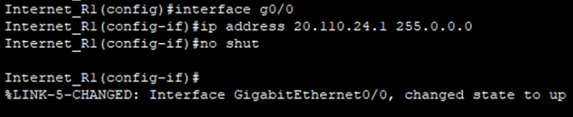 Internet_R1(config)#interface g0/0
Internet_R1(config-if)#ip address 20.110.24.1 255.0.0.0
Internet_R1(config-if)#no shut
Internet_R1(config-if)#
%LINK-5-CHANGED: Interface GigabitEthernet0/0, changed state to up